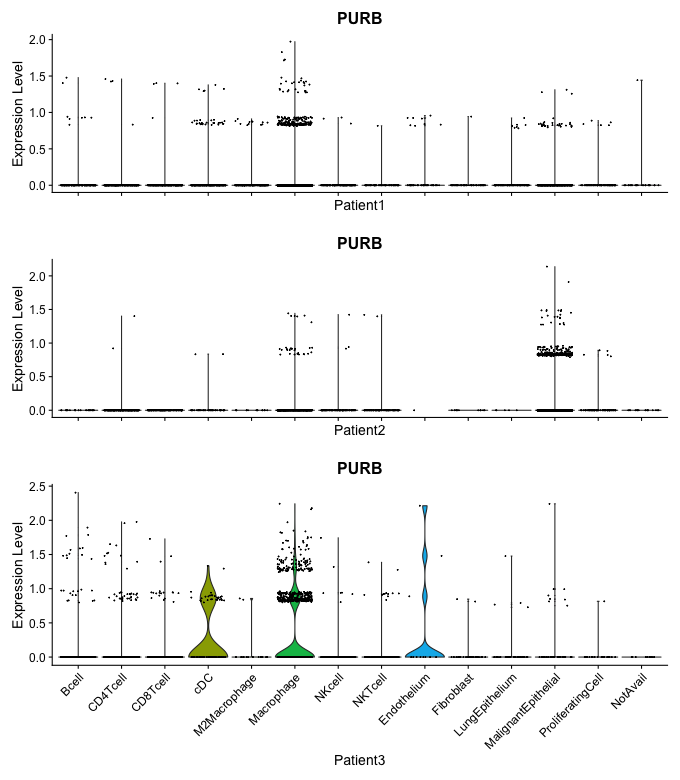 PURB
Expression Level
2.0
1.5
1.0
0.5
0.0
Patient1
PURB
Expression Level
2.0
1.5
1.0
0.5
0.0
Patient2
PURB
Expression Level
2.5
2.0
1.5
1.0
0.5
0.0
Bcell
CD4Tcell
CD8Tcell
cDC
M2Macrophage
Macrophage
NKcell
NKTcell
Endothelium
Fibroblast
LungEpithelium
MalignantEpithelial
ProliferatingCell
NotAvail
Patient3